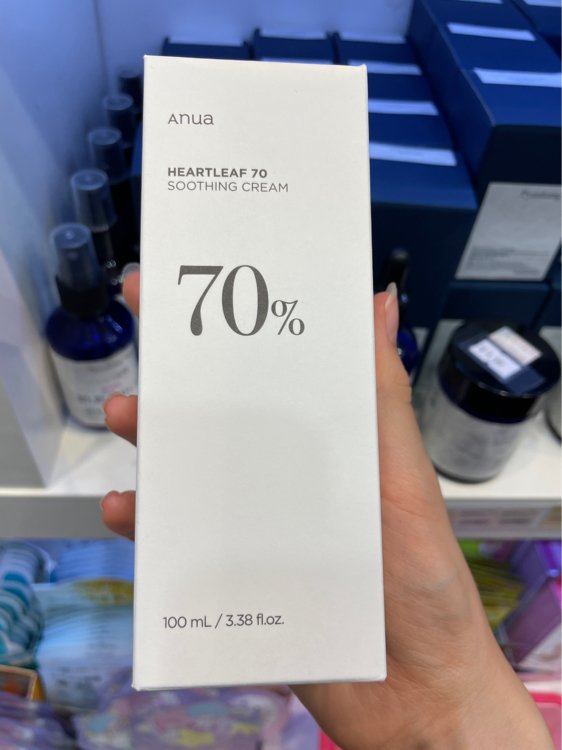 Anua
HEARTLEAF 70
SOOTHING CREAM
70%
100 mL / 3.38 fl.oz.